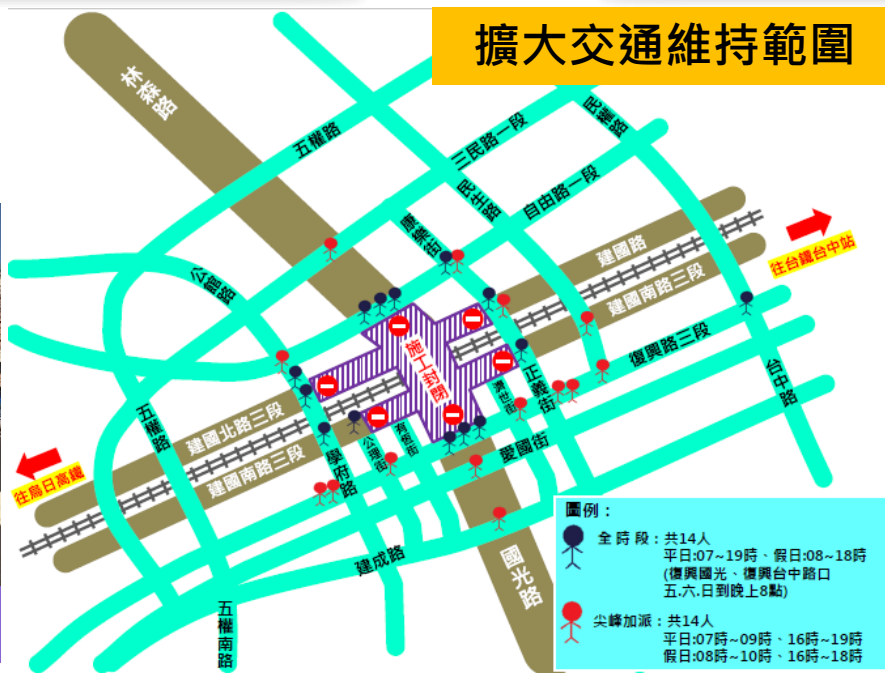 擴大交通維持範圍
林森路
五權路
三民路一段
民權路
民生路
自由路一段
康樂街
建國路
往台鐵台中站
建國南路三段
公館路
施工封閉
復興路三段
正義街
濟世街
台中路
五權路
建國北路三段
有恆街
公理街
愛國街
往烏日高鐵
建國南路三段
學府路
建成路
國光路
五權南路
圖例：
全時段：共14人
平日:07~19時、假日:08~18時
(復興國光、復興台中路口
五.六.日到晚上8點)
尖峰加派：共14人
平日:07時~09時、16時~19時
假日:08時~10時、16時~18時